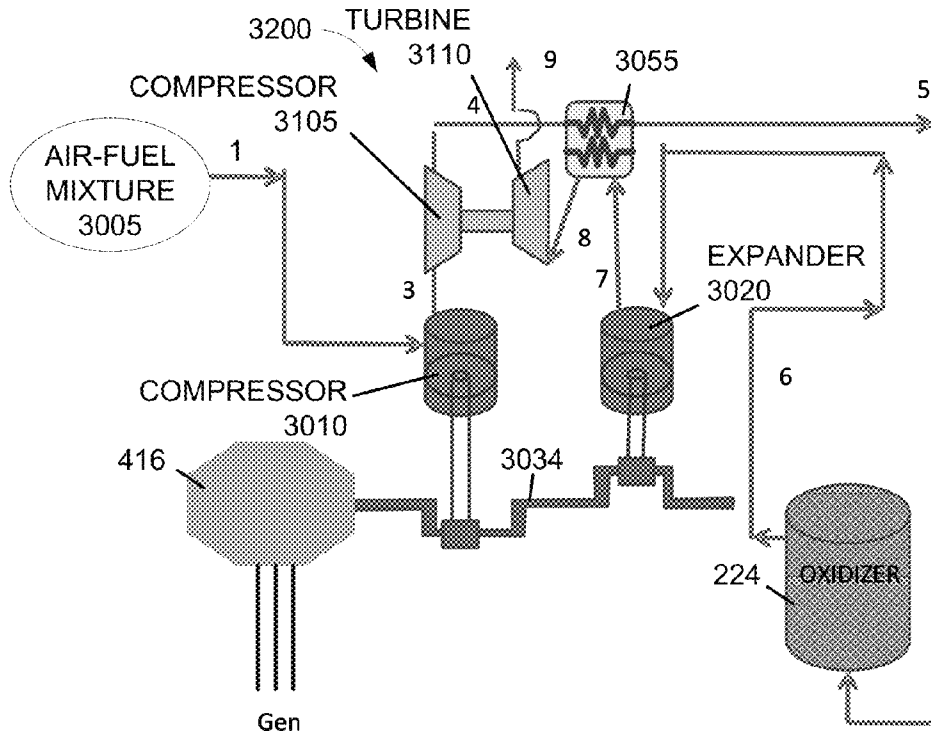 3200
TURBINE
3110
9
3055
COMPRESSOR
3105
4
5
AIR-FUEL
MIXTURE
3005
1
8
7
3
EXPANDER
3020
6
COMPRESSOR
3010
416
3034
224
OXIDIZER
Gen